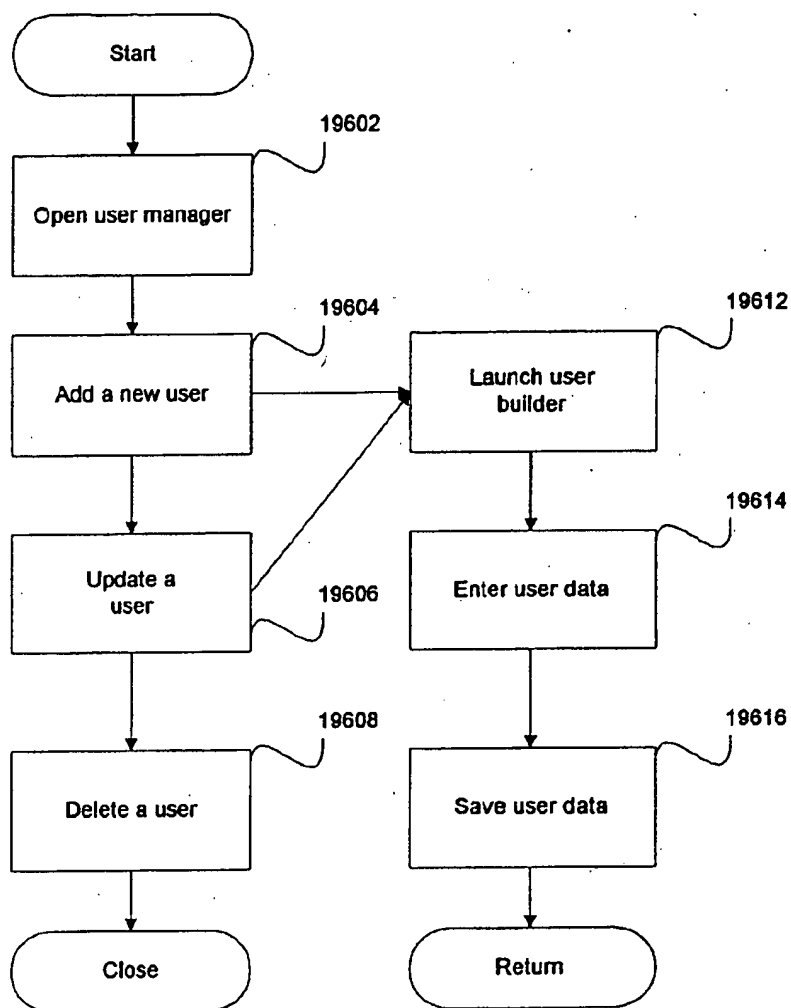 Start
19602
Open user manager
19604
Add a new user
19606
Update a
user
19608
Delete a user
Close
19612
Launch user
builder
19614
Enter user data
19616
Save user data
Return